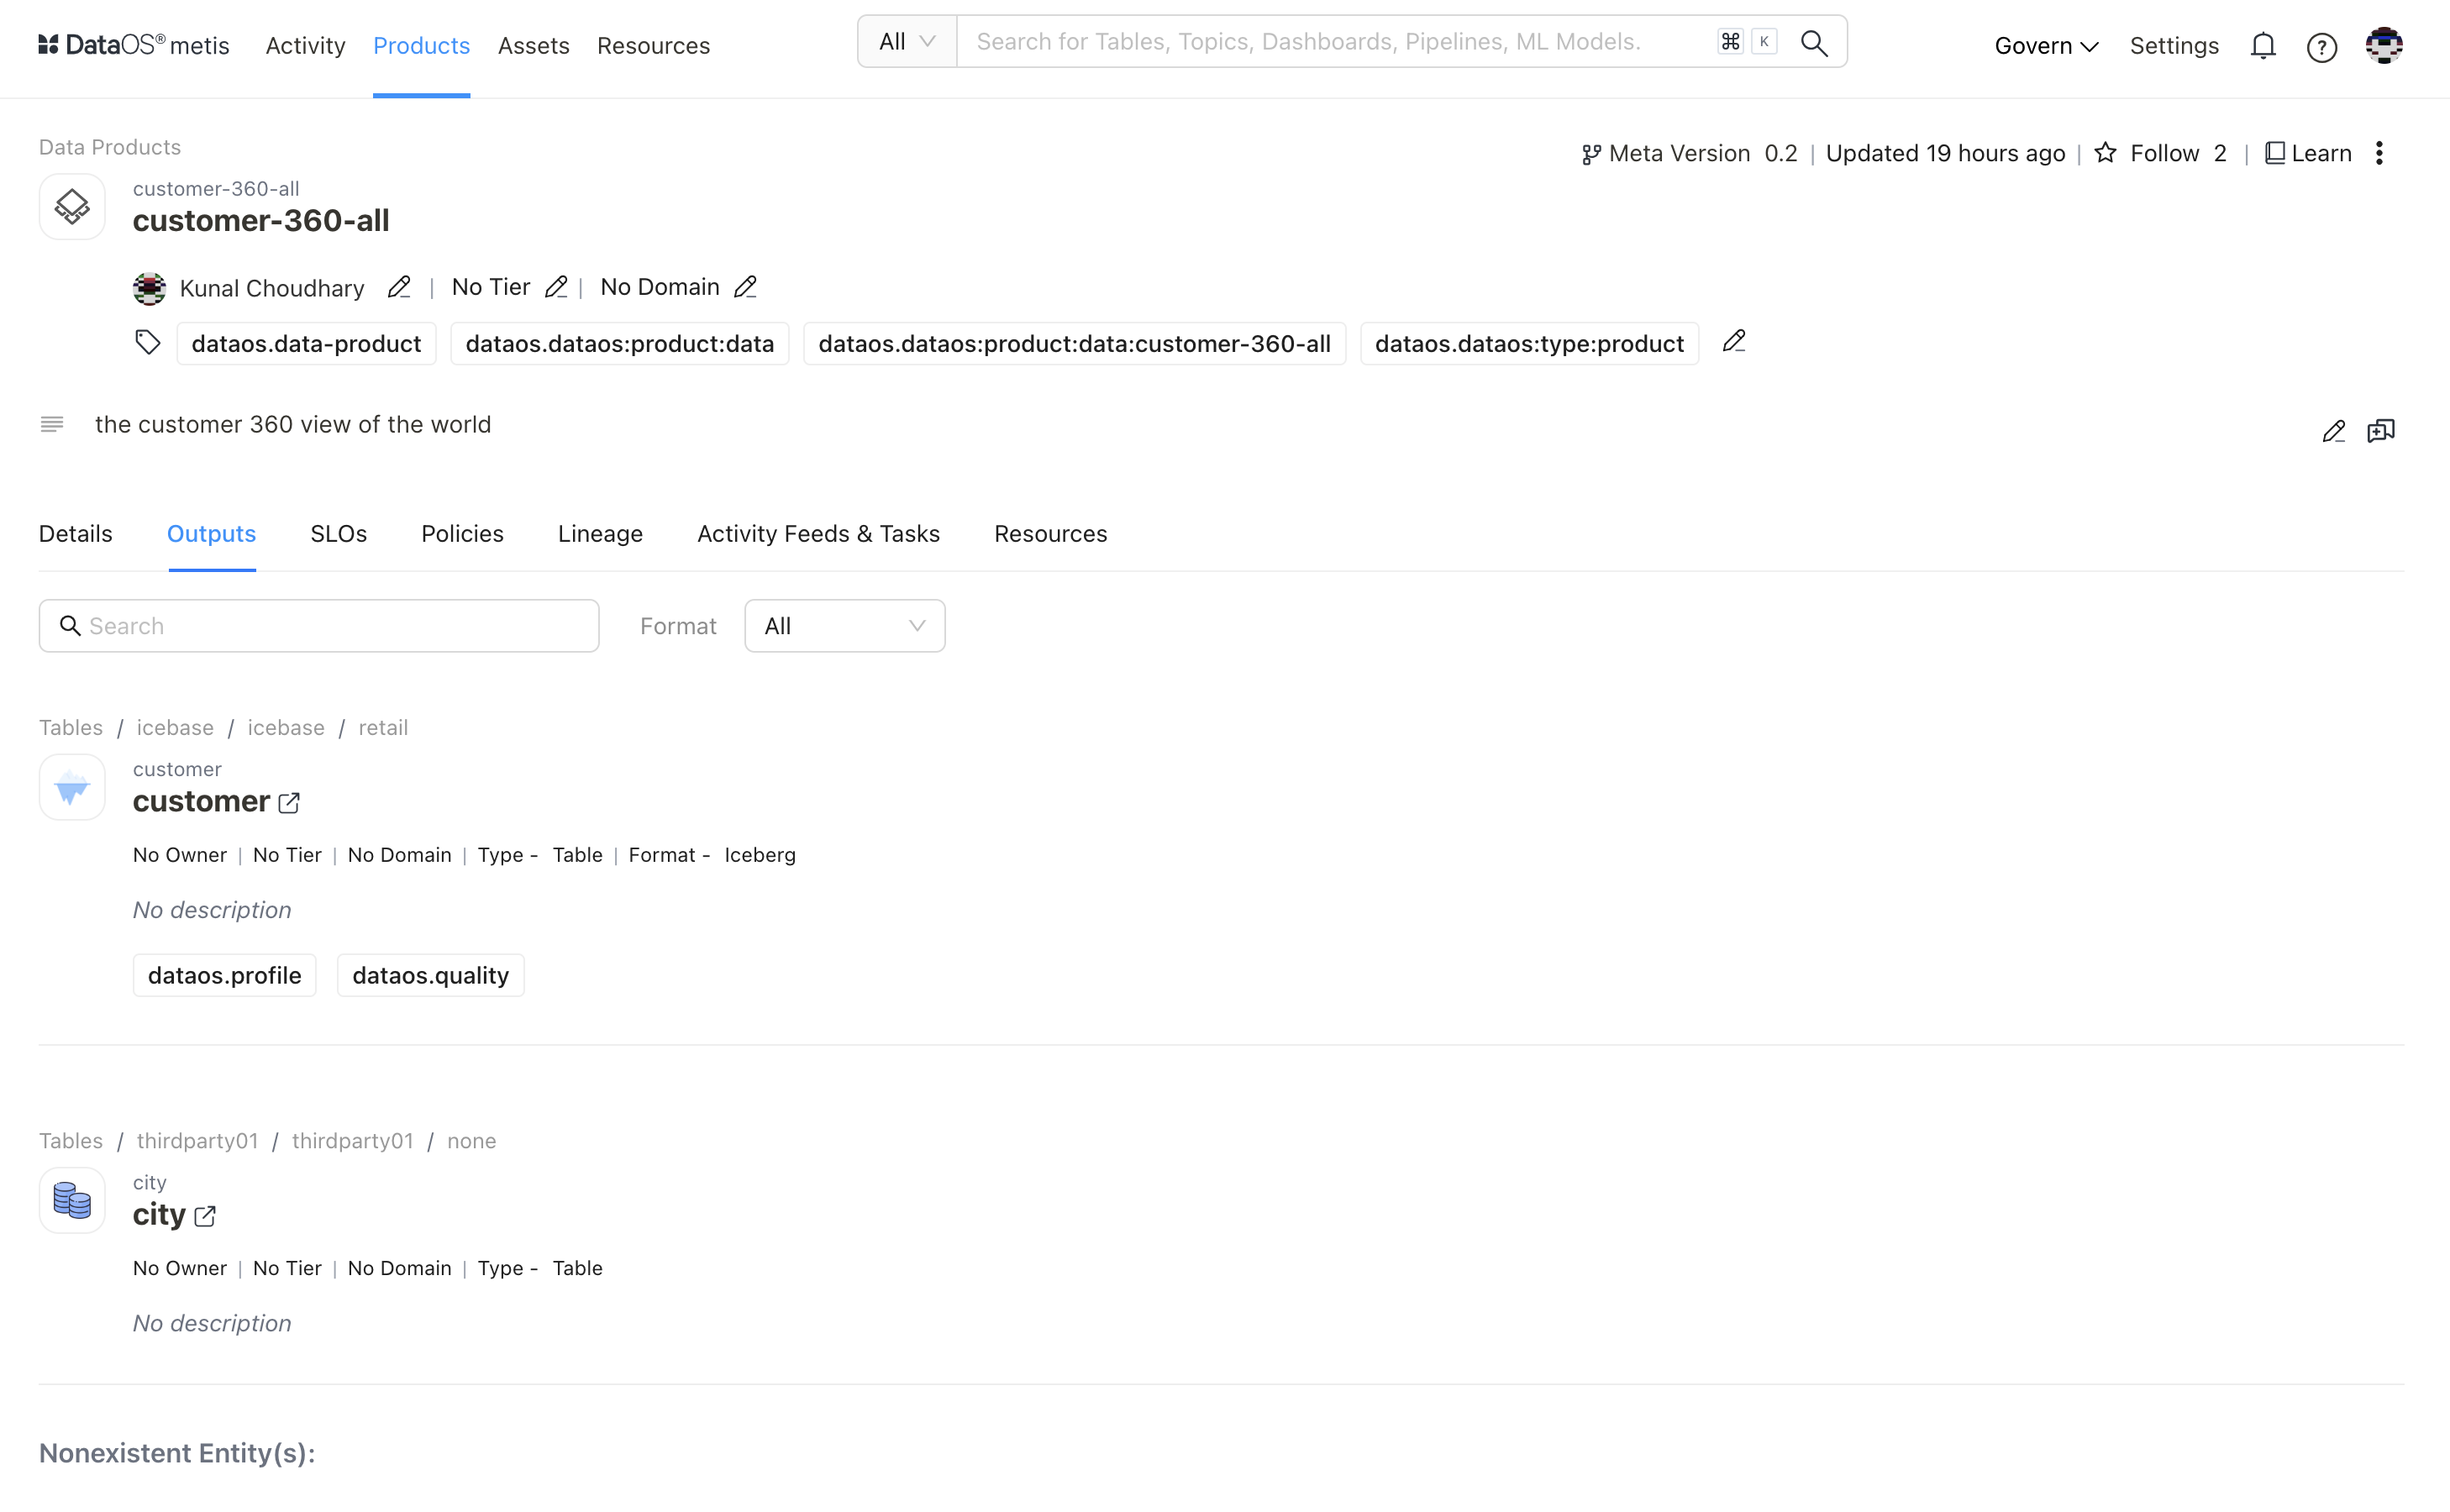 DataOS® metis Activity Products Assets Resources All Search for Tables, Topics, Dashboards, Pipelines, ML Models. ⌘ K Govern Settings ?
Data Products
Meta Version 0.2 | Updated 19 hours ago | Follow 2 | Learn
customer-360-all
customer-360-all
Kunal Choudhary | No Tier | No Domain
dataos.data-product dataos.dataos:product:data dataos.dataos:product:data:customer-360-all dataos.dataos:type:product
the customer 360 view of the world
Details Outputs SLOs Policies Lineage Activity Feeds & Tasks Resources
Search Format All
Tables / icebase / icebase / retail
customer
customer
No Owner | No Tier | No Domain | Type - Table | Format - Iceberg
No description
dataos.profile dataos.quality
Tables / thirdparty01 / thirdparty01 / none
city
city
No Owner | No Tier | No Domain | Type - Table
No description
Nonexistent Entity(s):